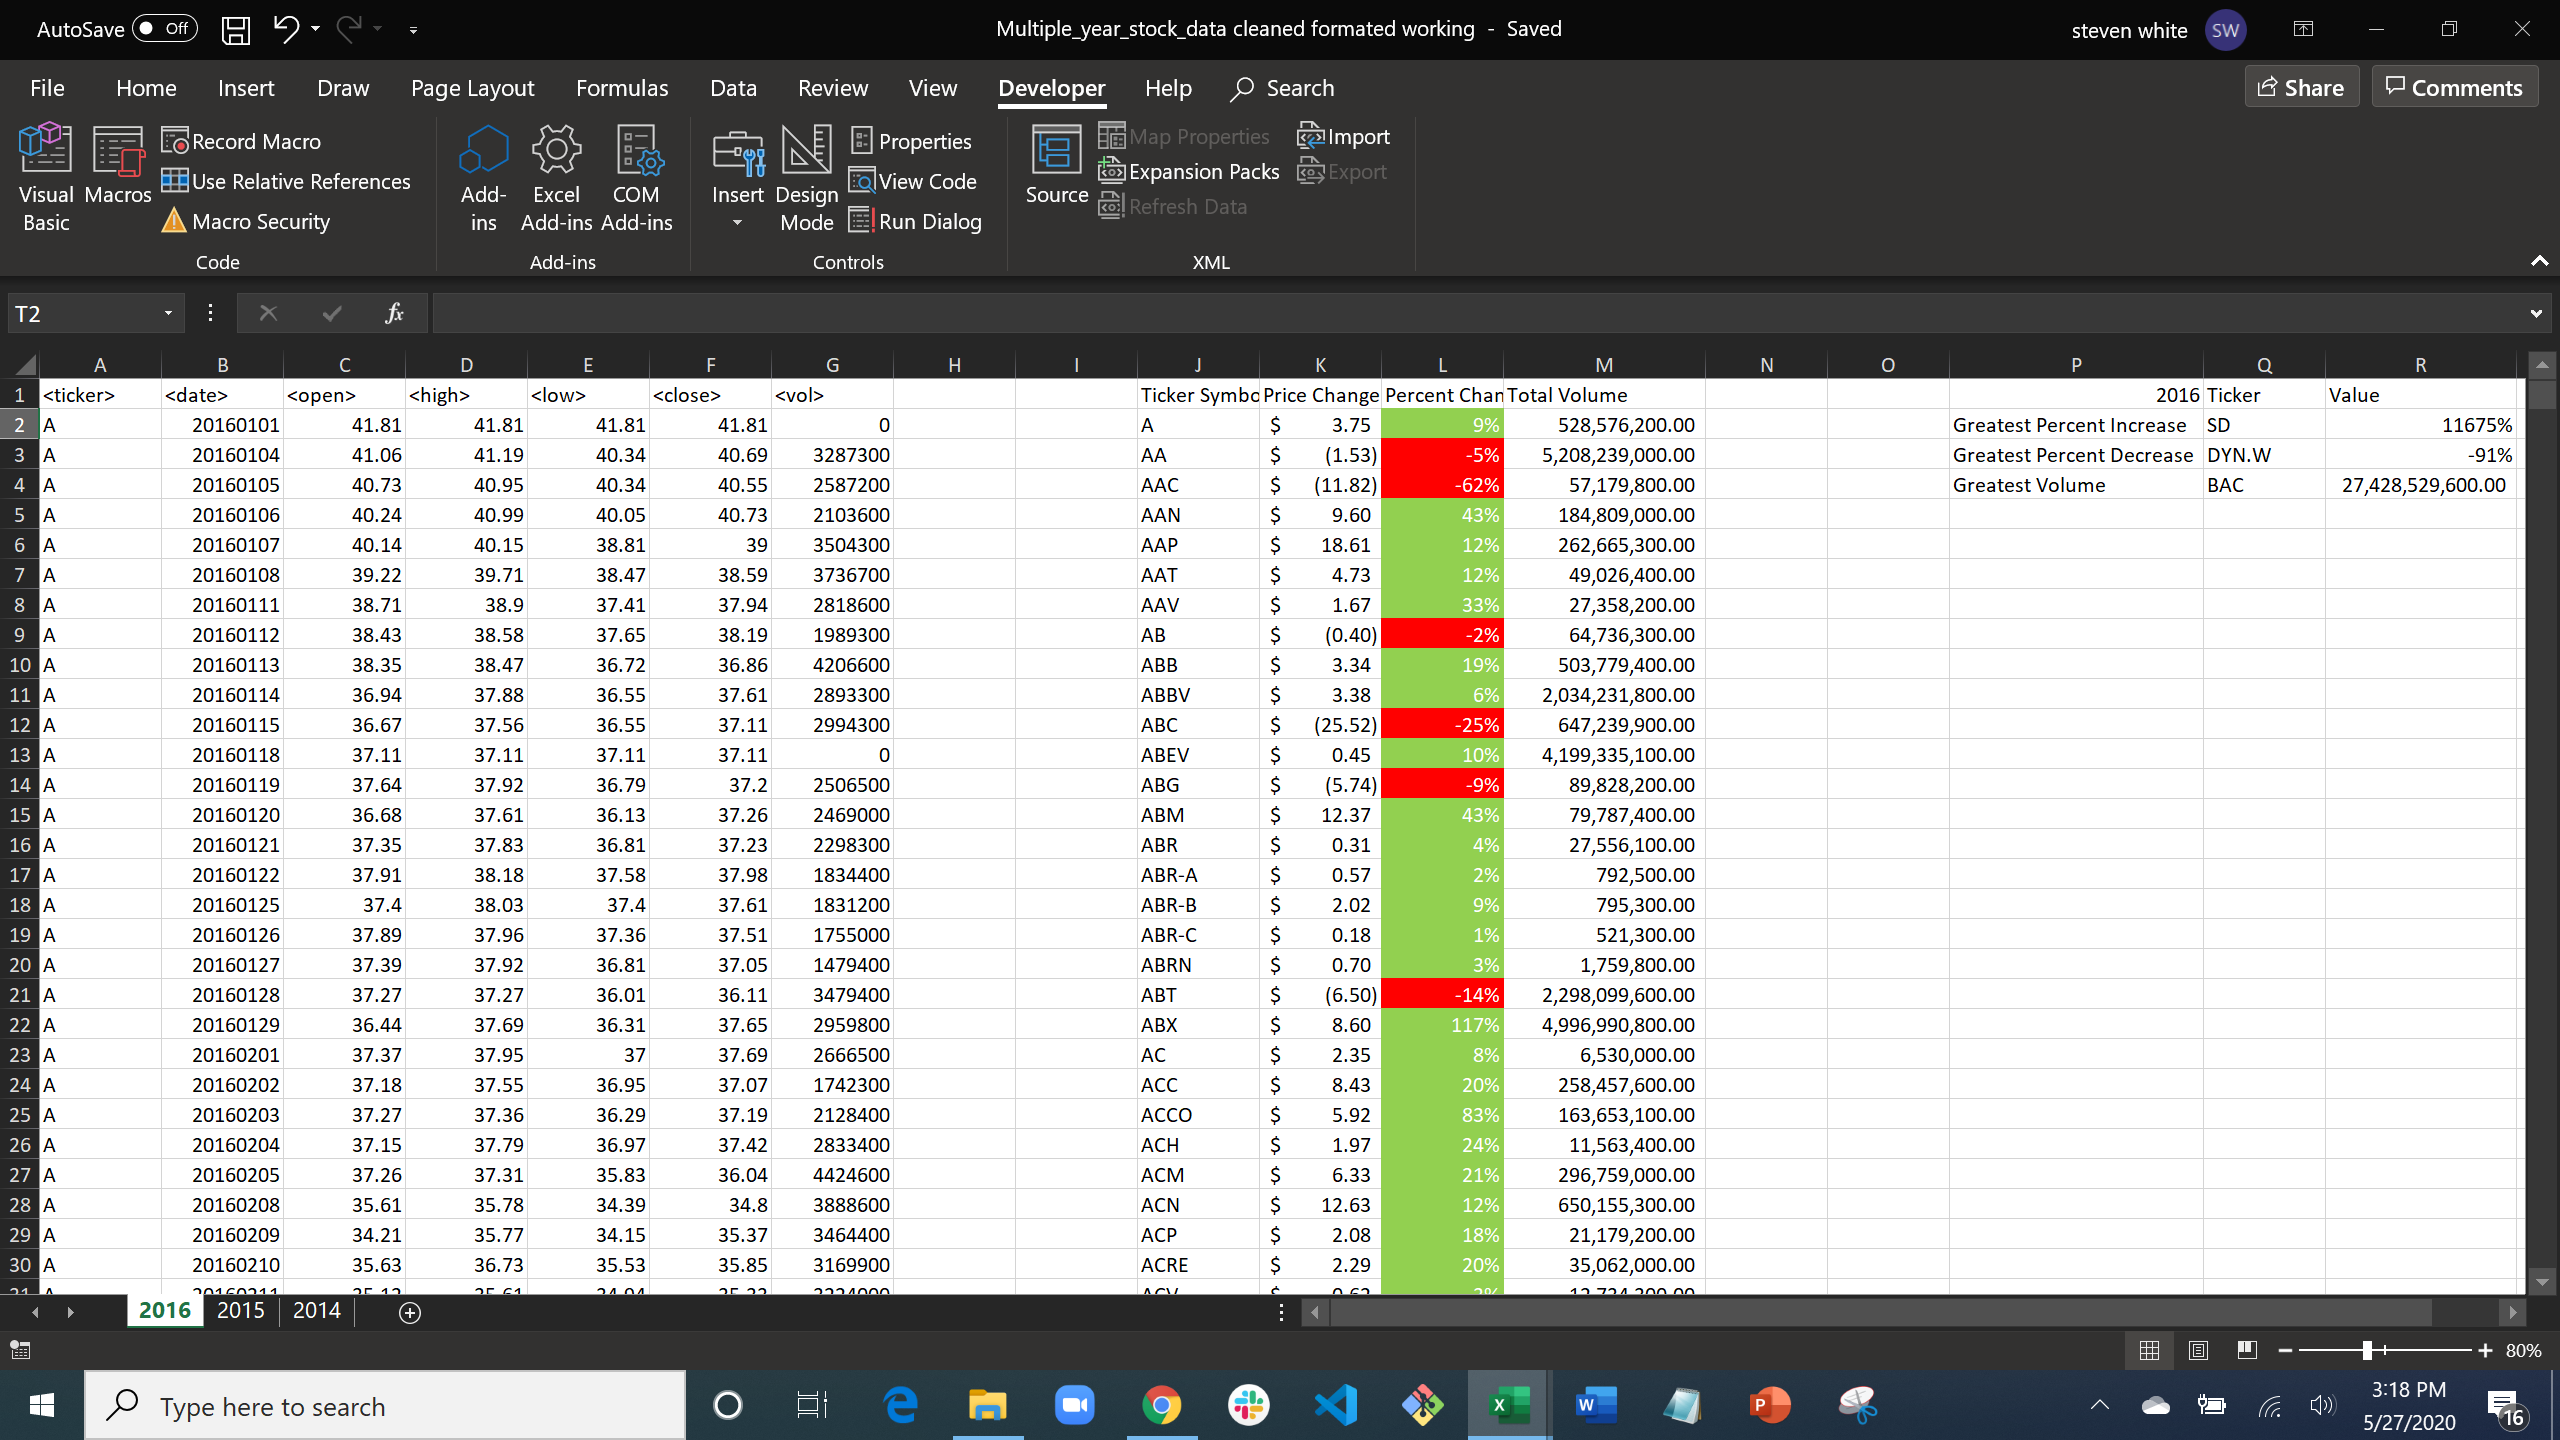 AutoSave Off Multiple_year_stock_data cleaned formated working - Saved steven white SW
File Home Insert Draw Page Layout Formulas Data Review View Developer Help Search Share Comments
Visual Basic Macros Record Macro Use Relative References Macro Security Code
Add-ins Excel Add-ins COM Add-ins Add-ins
Insert Design Mode Properties View Code Run Dialog Controls
Source Map Properties Expansion Packs Refresh Data Import Export XML
T2 fx
A B C D E F G H I J K L M N O P Q R
1 <ticker> <date> <open> <high> <low> <close> <vol> Ticker Symbo Price Change Percent Chan Total Volume 2016 Ticker Value
2 A 20160101 41.81 41.81 41.81 41.81 0 A $ 3.75 9% 528,576,200.00 Greatest Percent Increase SD 11675%
3 A 20160104 41.06 41.19 40.34 40.69 3287300 AA $ (1.53) -5% 5,208,239,000.00 Greatest Percent Decrease DYN.W -91%
4 A 20160105 40.73 40.95 40.34 40.55 2587200 AAC $ (11.82) -62% 57,179,800.00 Greatest Volume BAC 27,428,529,600.00
5 A 20160106 40.24 40.99 40.05 40.73 2103600 AAN $ 9.60 43% 184,809,000.00
6 A 20160107 40.14 40.15 38.81 39 3504300 AAP $ 18.61 12% 262,665,300.00
7 A 20160108 39.22 39.71 38.47 38.59 3736700 AAT $ 4.73 12% 49,026,400.00
8 A 20160111 38.71 38.9 37.41 37.94 2818600 AAV $ 1.67 33% 27,358,200.00
9 A 20160112 38.43 38.58 37.65 38.19 1989300 AB $ (0.40) -2% 64,736,300.00
10 A 20160113 38.35 38.47 36.72 36.86 4206600 ABB $ 3.34 19% 503,779,400.00
11 A 20160114 36.94 37.88 36.55 37.61 2893300 ABBV $ 3.38 6% 2,034,231,800.00
12 A 20160115 36.67 37.56 36.55 37.11 2994300 ABC $ (25.52) -25% 647,239,900.00
13 A 20160118 37.11 37.11 37.11 37.11 0 ABEV $ 0.45 10% 4,199,335,100.00
14 A 20160119 37.64 37.92 36.79 37.2 2506500 ABG $ (5.74) -9% 89,828,200.00
15 A 20160120 36.68 37.61 36.13 37.26 2469000 ABM $ 12.37 43% 79,787,400.00
16 A 20160121 37.35 37.83 36.81 37.23 2298300 ABR $ 0.31 4% 27,556,100.00
17 A 20160122 37.91 38.18 37.58 37.98 1834400 ABR-A $ 0.57 2% 792,500.00
18 A 20160125 37.4 38.03 37.4 37.61 1831200 ABR-B $ 2.02 9% 795,300.00
19 A 20160126 37.89 37.96 37.36 37.51 1755000 ABR-C $ 0.18 1% 521,300.00
20 A 20160127 37.39 37.92 36.81 37.05 1479400 ABRN $ 0.70 3% 1,759,800.00
21 A 20160128 37.27 37.27 36.01 36.11 3479400 ABT $ (6.50) -14% 2,298,099,600.00
22 A 20160129 36.44 37.69 36.31 37.65 2959800 ABX $ 8.60 117% 4,996,990,800.00
23 A 20160201 37.37 37.95 37 37.69 2666500 AC $ 2.35 8% 6,530,000.00
24 A 20160202 37.18 37.55 36.95 37.07 1742300 ACC $ 8.43 20% 258,457,600.00
25 A 20160203 37.27 37.36 36.29 37.19 2128400 ACCO $ 5.92 83% 163,653,100.00
26 A 20160204 37.15 37.79 36.97 37.42 2833400 ACH $ 1.97 24% 11,563,400.00
27 A 20160205 37.26 37.31 35.83 36.04 4424600 ACM $ 6.33 21% 296,759,000.00
28 A 20160208 35.61 35.78 34.39 34.8 3888600 ACN $ 12.63 12% 650,155,300.00
29 A 20160209 34.21 35.77 34.15 35.37 3464400 ACP $ 2.08 18% 21,179,200.00
30 A 20160210 35.63 36.73 35.53 35.85 3169900 ACRE $ 2.29 20% 35,062,000.00
2016 2015 2014
80%
Type here to search
3:18 PM
5/27/2020
16